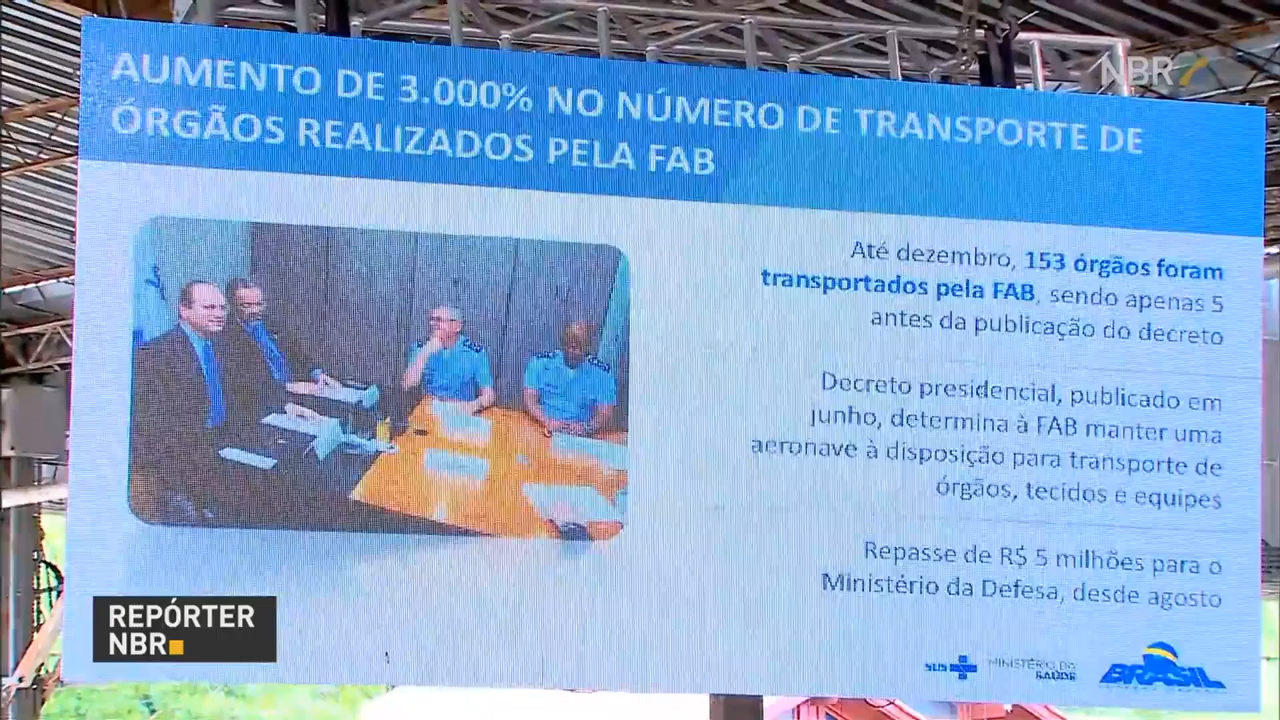 NBR
AUMENTO DE 3.000% NO NÚMERO DE TRANSPORTE DE
ÓRGÃOS REALIZADOS PELA FAB
Até dezembro, 153 órgãos foram
transportados pela FAB, sendo apenas 5
antes da publicação do decreto
Decreto presidencial, publicado em
junho, determina à FAB manter uma
aeronave à disposição para transporte de
órgãos, tecidos e equipes
Repasse de R$ 5 milhões para o
Ministério da Defesa, desde agosto
REPÓRTER
NBR
SUS
MINISTÉRIO DA
SAÚDE
BRASIL